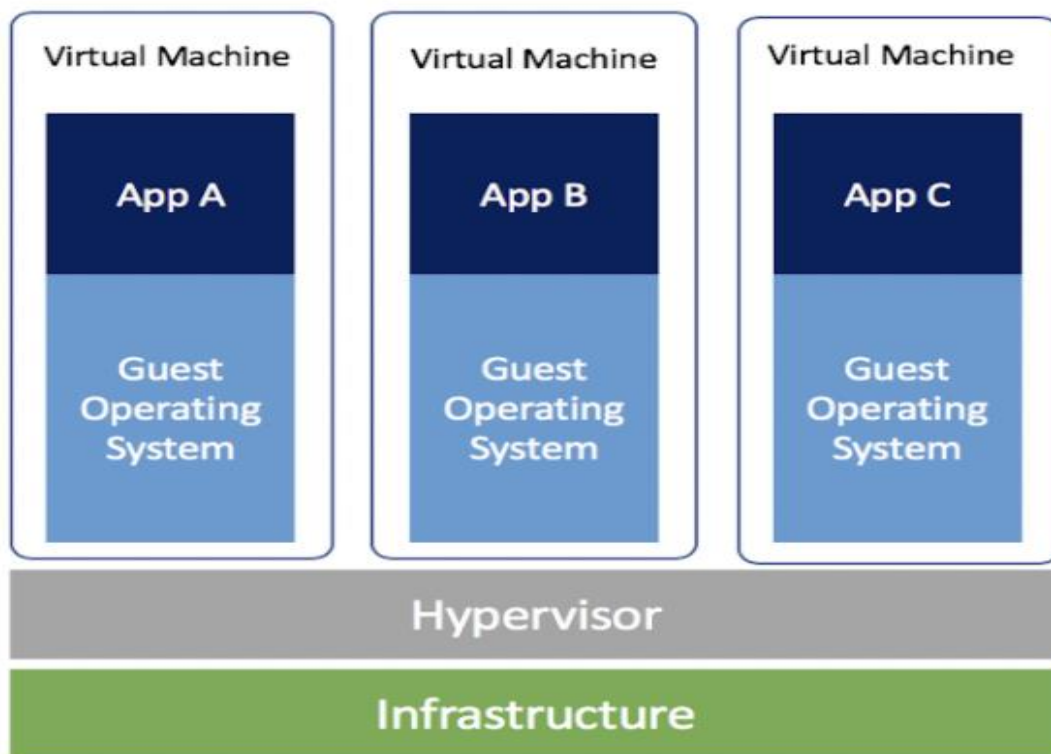 Virtual Machine
App A
Guest
Operating
System
Virtual Machine
App B
Guest
Operating
System
Virtual Machine
App C
Guest
Operating
System
Hypervisor
Infrastructure